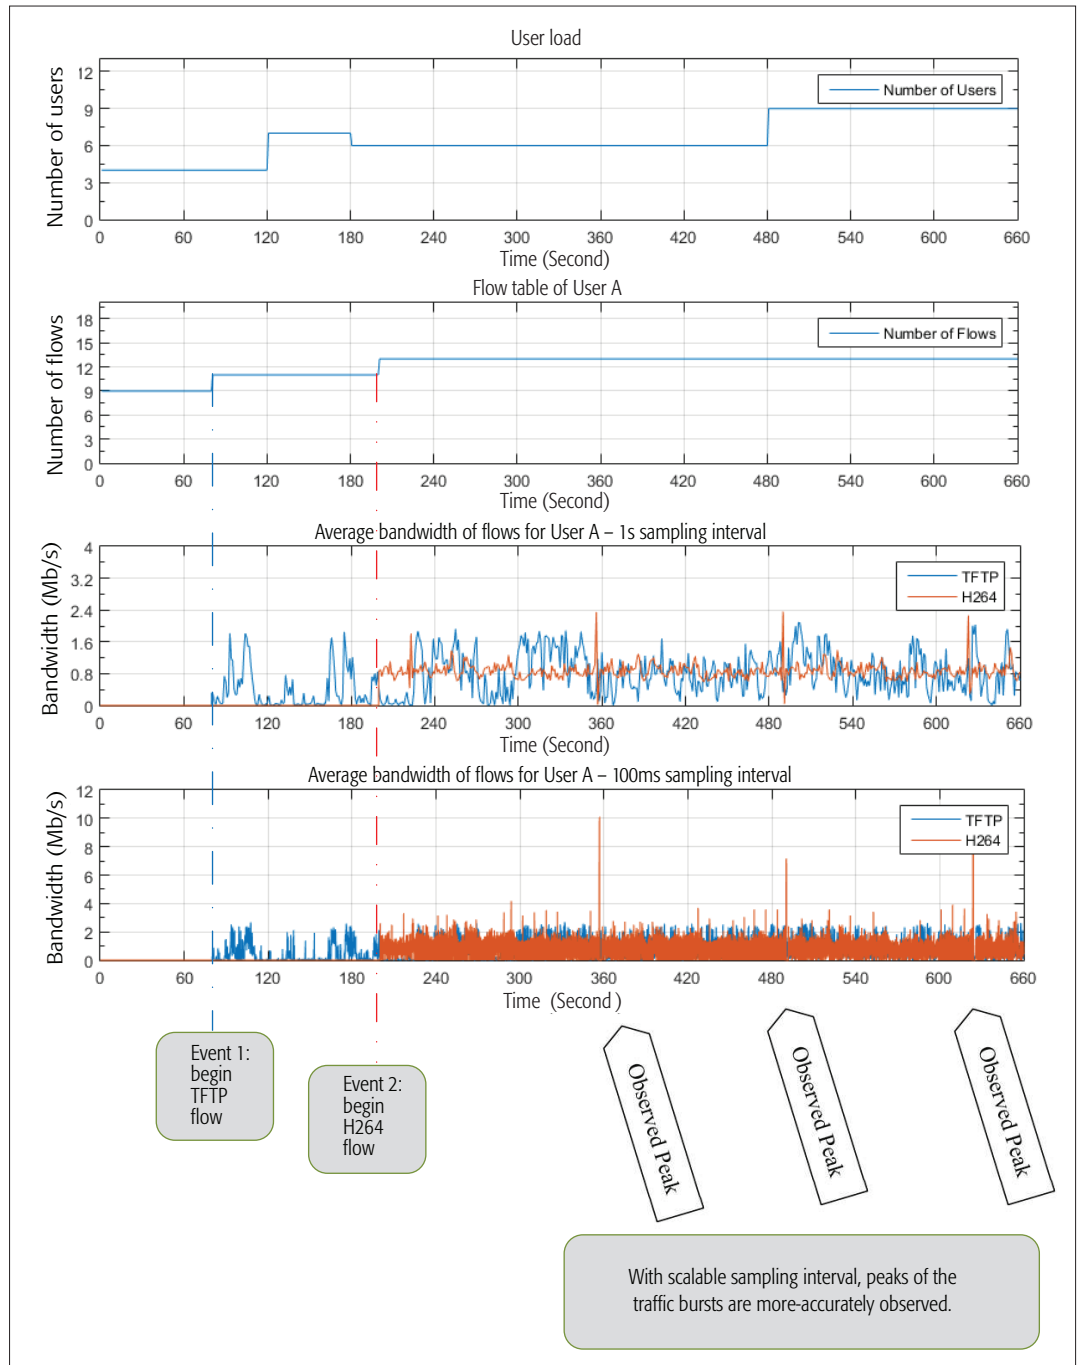 User load
Number of users
12
9
6
3
0
Number of Users
0 60 120 180 240 300 360 420 480 540 600 660
Time (Second)
Flow table of User A
Number of flows
18
15
12
9
6
3
0
Number of Flows
0 60 120 180 240 300 360 420 480 540 600 660
Time (Second)
Average bandwidth of flows for User A – 1s sampling interval
Bandwidth (Mb/s)
4
3.2
2.4
1.6
0.8
0
TFTP
H264
0 60 120 180 240 300 360 420 480 540 600 660
Time (Second)
Average bandwidth of flows for User A – 100ms sampling interval
Bandwidth (Mb/s)
12
10
8
6
4
2
0
TFTP
H264
0 60 120 180 240 300 360 420 480 540 600 660
Time (Second )
Event 1:
begin
TFTP
flow
Event 2:
begin
H264
flow
Observed Peak
Observed Peak
Observed Peak
With scalable sampling interval, peaks of the
traffic bursts are more-accurately observed.